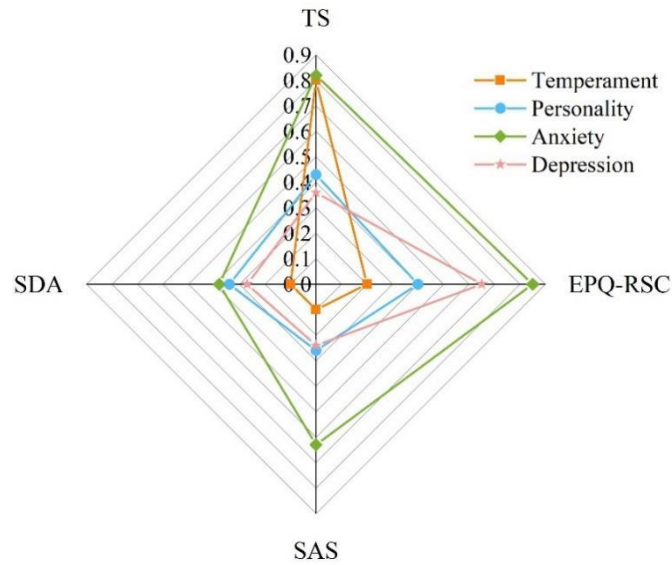 TS
0.9
0.8
0.7
0.6
0.5
0.4
0.3
0.2
0.1
0.0
Temperament
Personality
Anxiety
Depression
SDA
EPQ-RSC
SAS